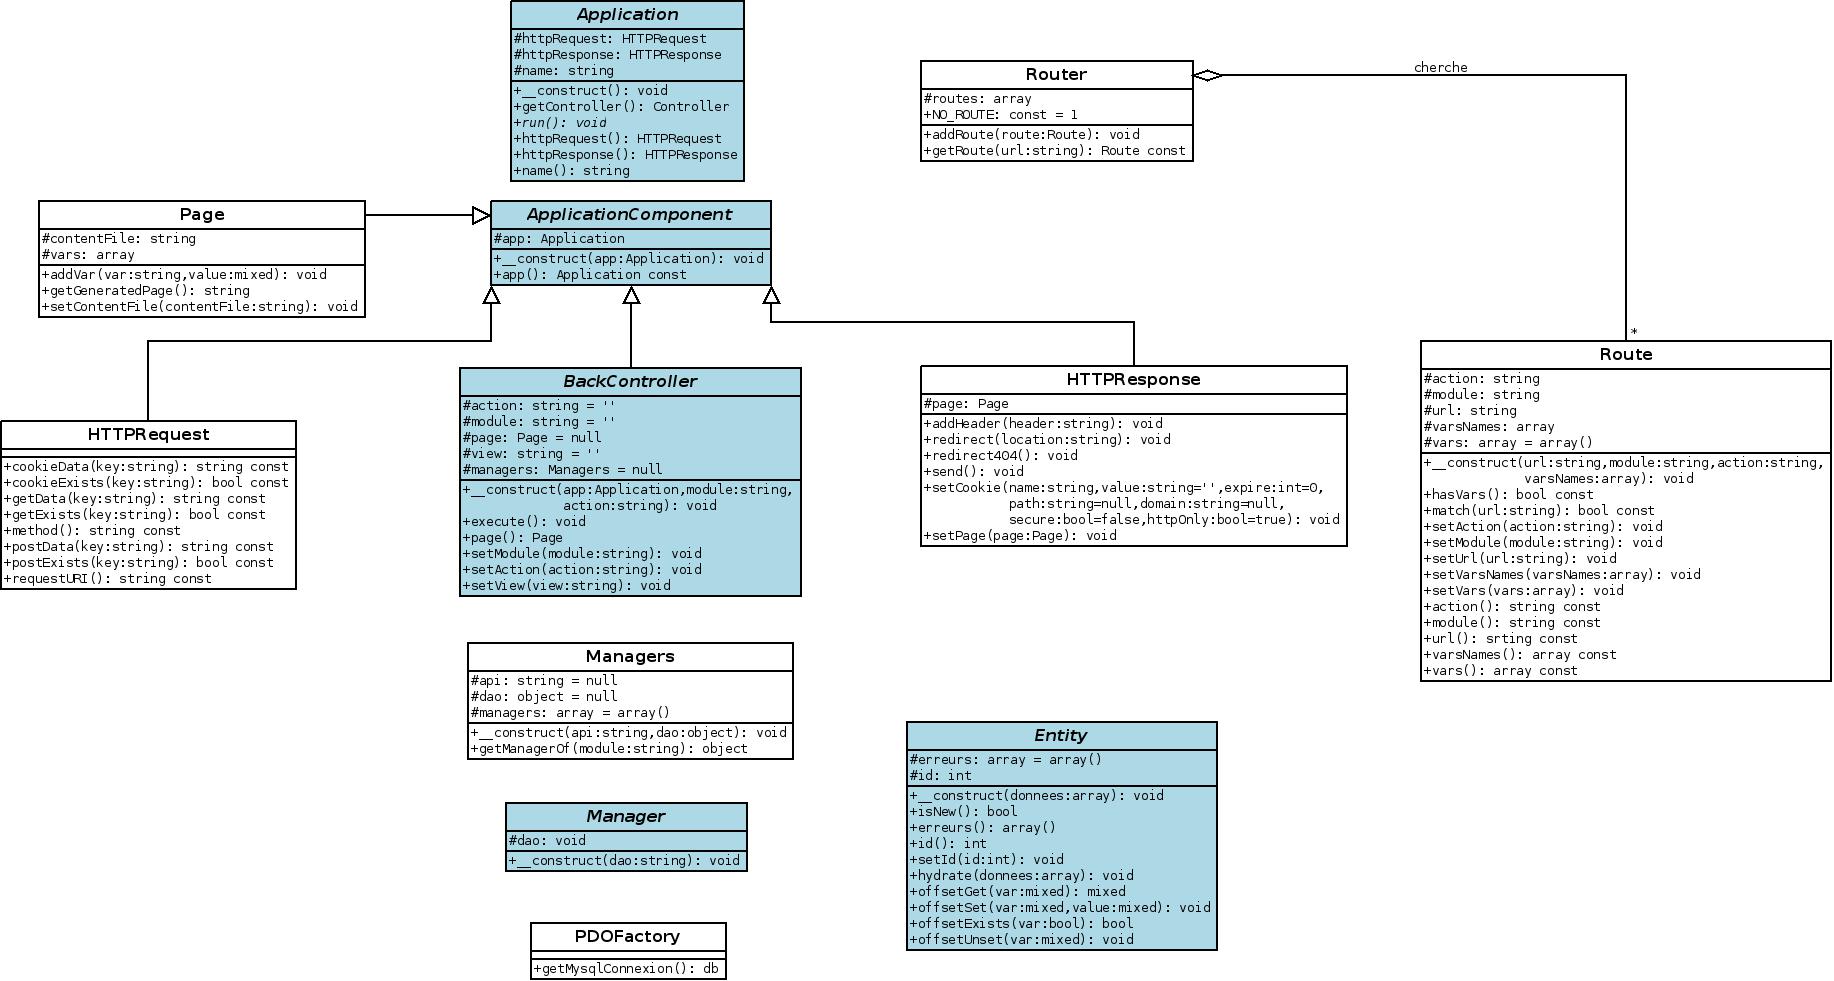 Application
#httpRequest: HTTPRequest
#httpResponse: HTTPResponse
#name: string
+__construct(): void
+getController(): Controller
+run(): void
+httpRequest(): HTTPRequest
+httpResponse(): HTTPResponse
+name(): string
Router
#routes: array
+NO_ROUTE: const = 1
+addRoute(route:Route): void
+getRoute(url:string): Route const
cherche
*
Page
#contentFile: string
#vars: array
+addVar(var:string,value:mixed): void
+getGeneratedPage(): string
+setContentFile(contentFile:string): void
ApplicationComponent
#app: Application
+__construct(app:Application): void
+app(): Application const
HTTPRequest
+cookieData(key:string): string const
+cookieExists(key:string): bool const
+getData(key:string): string const
+getExists(key:string): bool const
+method(): string const
+postData(key:string): string const
+postExists(key:string): bool const
+requestURI(): string const
BackController
#action: string = ''
#module: string = ''
#page: Page = null
#view: string = ''
#managers: Managers = null
+__construct(app:Application,module:string,
action:string): void
+execute(): void
+page(): Page
+setModule(module:string): void
+setAction(action:string): void
+setView(view:string): void
HTTPResponse
#page: Page
+addHeader(header:string): void
+redirect(location:string): void
+redirect404(): void
+send(): void
+setCookie(name:string,value:string='',expire:int=0,
path:string=null,domain:string=null,
secure:bool=false,httpOnly:bool=true): void
+setPage(page:Page): void
Route
#action: string
#module: string
#url: string
#varsNames: array
#vars: array = array()
+__construct(url:string,module:string,action:string,
varsNames:array): void
+hasVars(): bool const
+match(url:string): bool const
+setAction(action:string): void
+setModule(module:string): void
+setUrl(url:string): void
+setVarsNames(varsNames:array): void
+setVars(vars:array): void
+action(): string const
+module(): string const
+url(): srting const
+varsNames(): array const
+vars(): array const
Managers
#api: string = null
#dao: object = null
#managers: array = array()
+__construct(api:string,dao:object): void
+getManagerOf(module:string): object
Entity
#erreurs: array = array()
#id: int
+__construct(donnees:array): void
+isNew(): bool
+erreurs(): array()
+id(): int
+setId(id:int): void
+hydrate(donnees:array): void
+offsetGet(var:mixed): mixed
+offsetSet(var:mixed,value:mixed): void
+offsetExists(var:bool): bool
+offsetUnset(var:mixed): void
Manager
#dao: void
+__construct(dao:string): void
PDOFactory
+getMysqlConnexion(): db